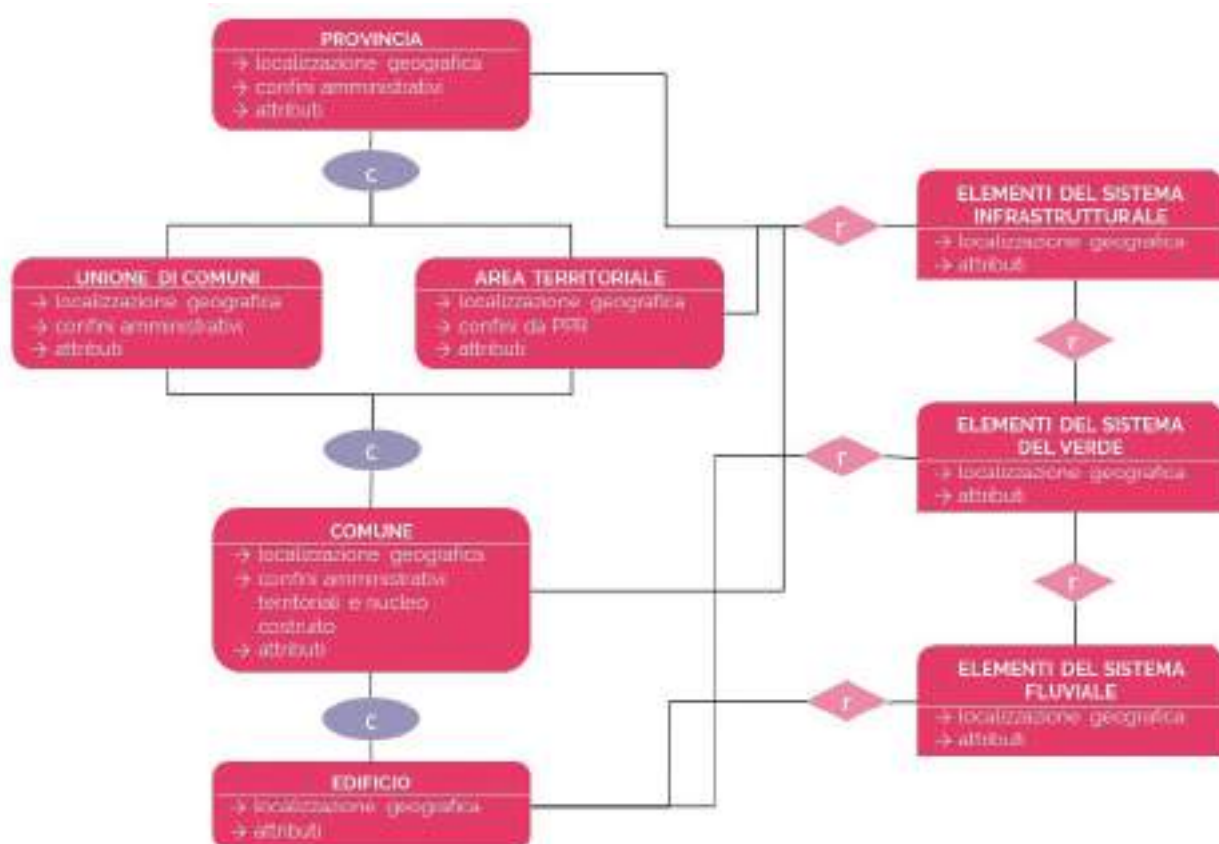 PROVINCIA
→ localizzazione geografica
→ confini amministrativi
→ attributi
c
UNIONE DI COMUNI
→ localizzazione geografica
→ confini amministrativi
→ attributi
AREA TERRITORIALE
→ localizzazione geografica
→ confini da PPR
→ attributi
c
COMUNE
→ localizzazione geografica
→ confini amministrativi
territoriali e nucleo
costruito
→ attributi
c
EDIFICIO
→ localizzazione geografica
→ attributi
r
ELEMENTI DEL SISTEMA
INFRASTRUTTURALE
→ localizzazione geografica
→ attributi
r
r
ELEMENTI DEL SISTEMA
DEL VERDE
→ localizzazione geografica
→ attributi
r
r
ELEMENTI DEL SISTEMA
FLUVIALE
→ localizzazione geografica
→ attributi